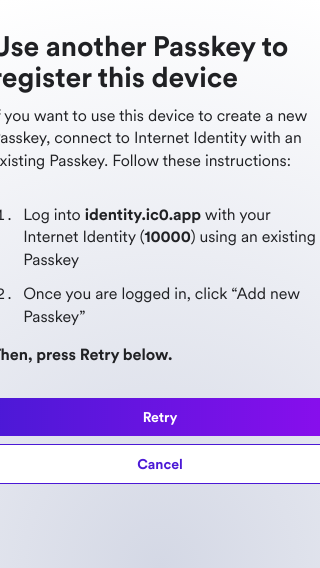 Use another Passkey to
register this device
f you want to use this device to create a new
Passkey, connect to Internet Identity with an
existing Passkey. Follow these instructions:
1. Log into identity.ic0.app with your
Internet Identity (10000) using an existing
Passkey
2. Once you are logged in, click “Add new
Passkey”
Then, press Retry below.
Retry
Cancel